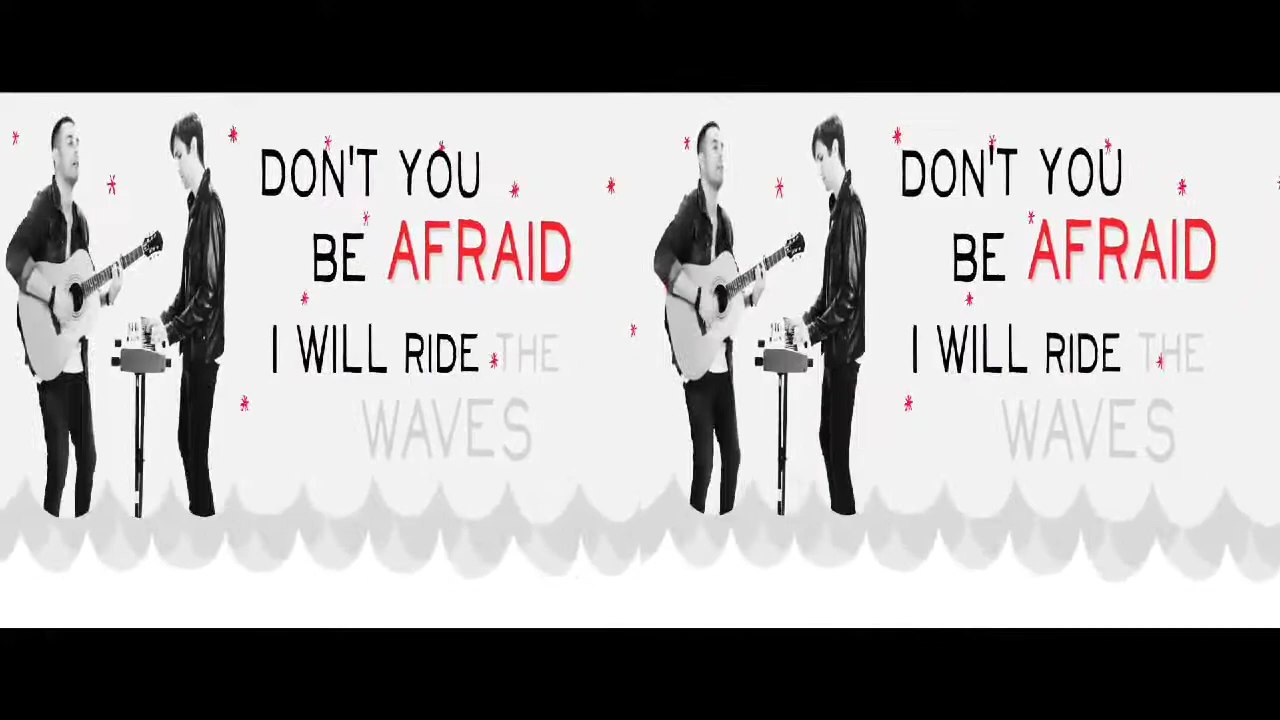 DON'T YOU
BE AFRAID
I WILL RIDE THE
WAVES
DON'T YOU
BE AFRAID
I WILL RIDE THE
WAVES